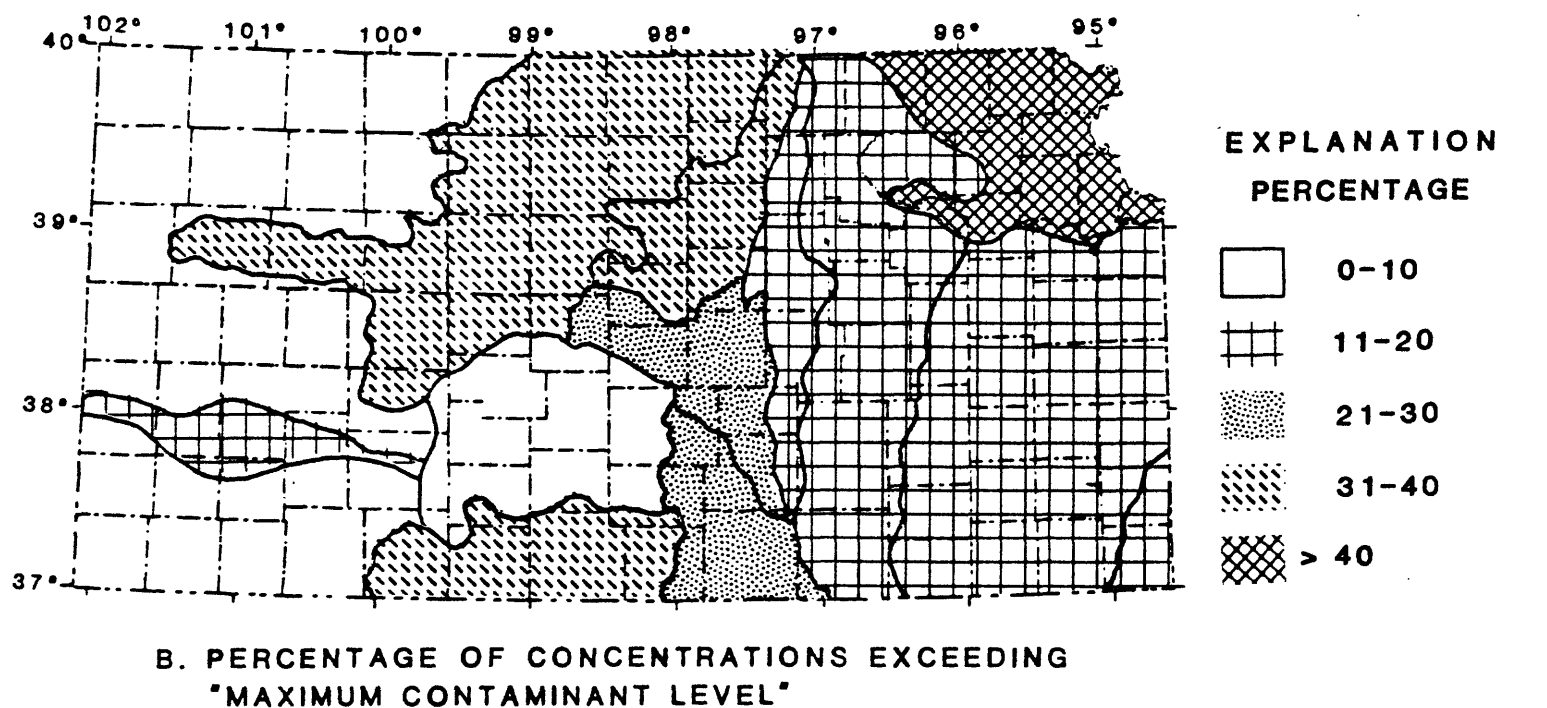 102° 101° 100° 99° 98° 97° 96° 95°
40°
39°
38°
37°
EXPLANATION
PERCENTAGE
0-10
11-20
21-30
31-40
> 40
B. PERCENTAGE OF CONCENTRATIONS EXCEEDING
"MAXIMUM CONTAMINANT LEVEL"